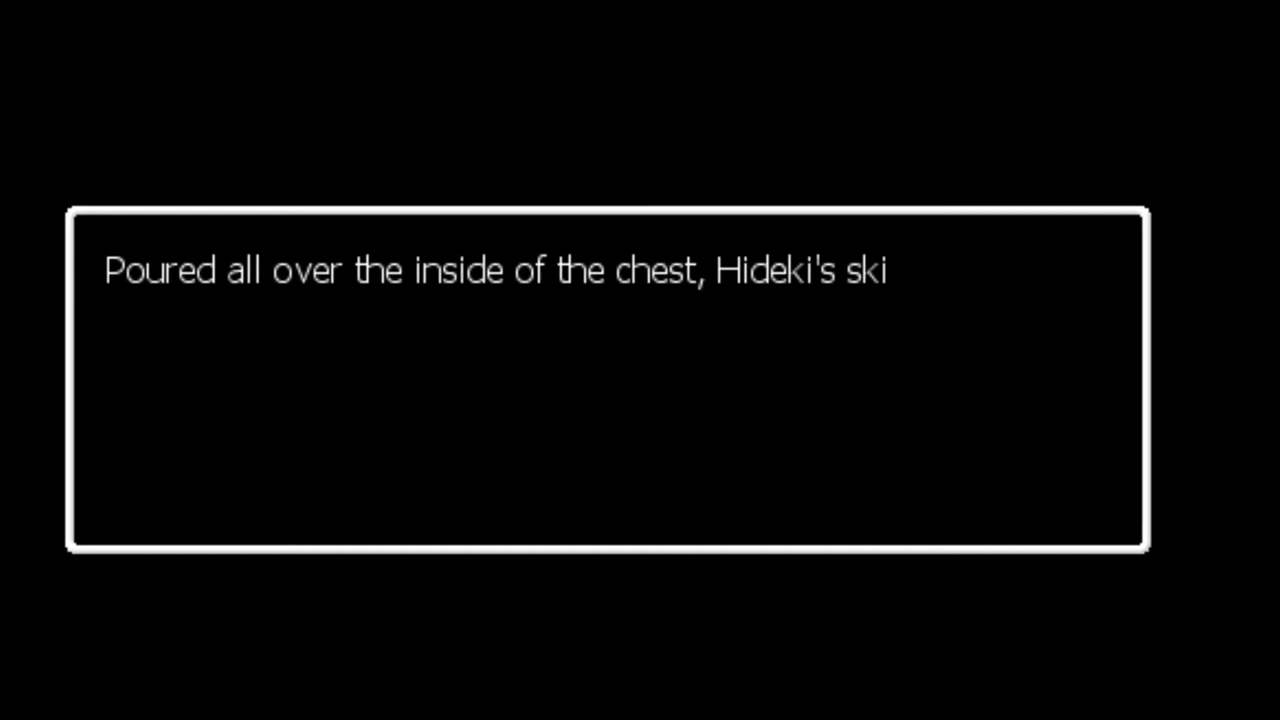 Poured all over the inside of the chest, Hideki's ski